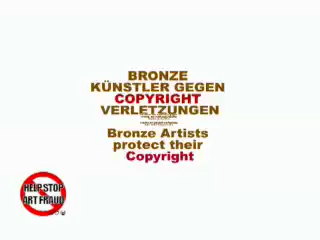 BRONZE
KÜNSTLER GEGEN
COPYRIGHT
VERLETZUNGEN
Bronze Artists
protect their
Copyright
HELP STOP
ART FRAUD